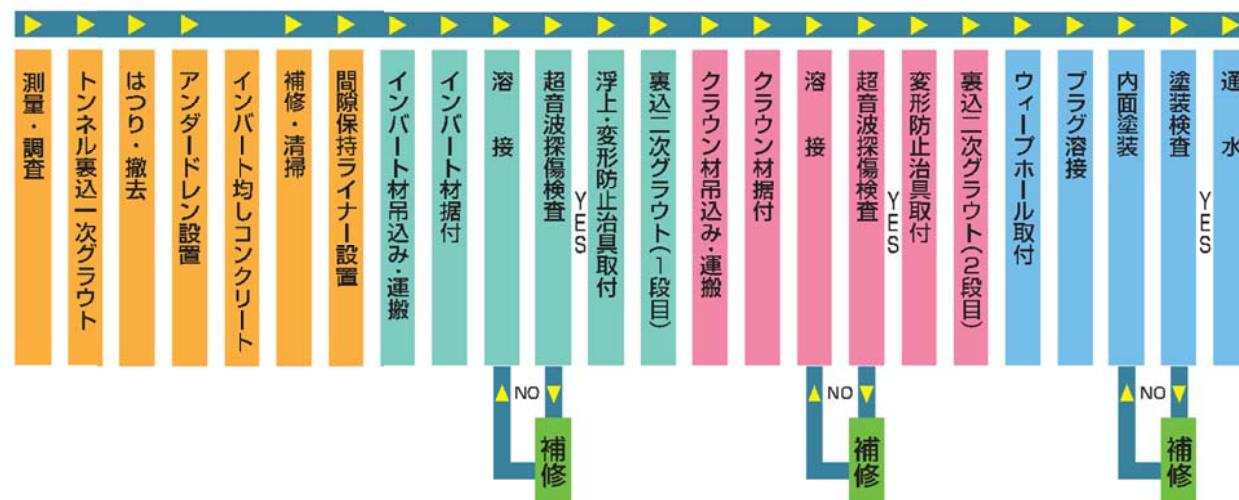 測量・調査
トンネル裏込一次グラウト
はつり・撤去
アンダードレン設置
インバート均しコンクリート
補修・清掃
間隙保持ライナー設置
インバート材吊込み・運搬
インバート材据付
溶接
超音波探傷検査
YES
浮上・変形防止治具取付
裏込二次グラウト(1段目)
クラウン材吊込み・運搬
クラウン材据付
溶接
超音波探傷検査
YES
変形防止治具取付
裏込二次グラウト(2段目)
ウィープホール取付
プラグ溶接
内面塗装
塗装検査
YES
通水
NO
補修
NO
補修
NO
補修